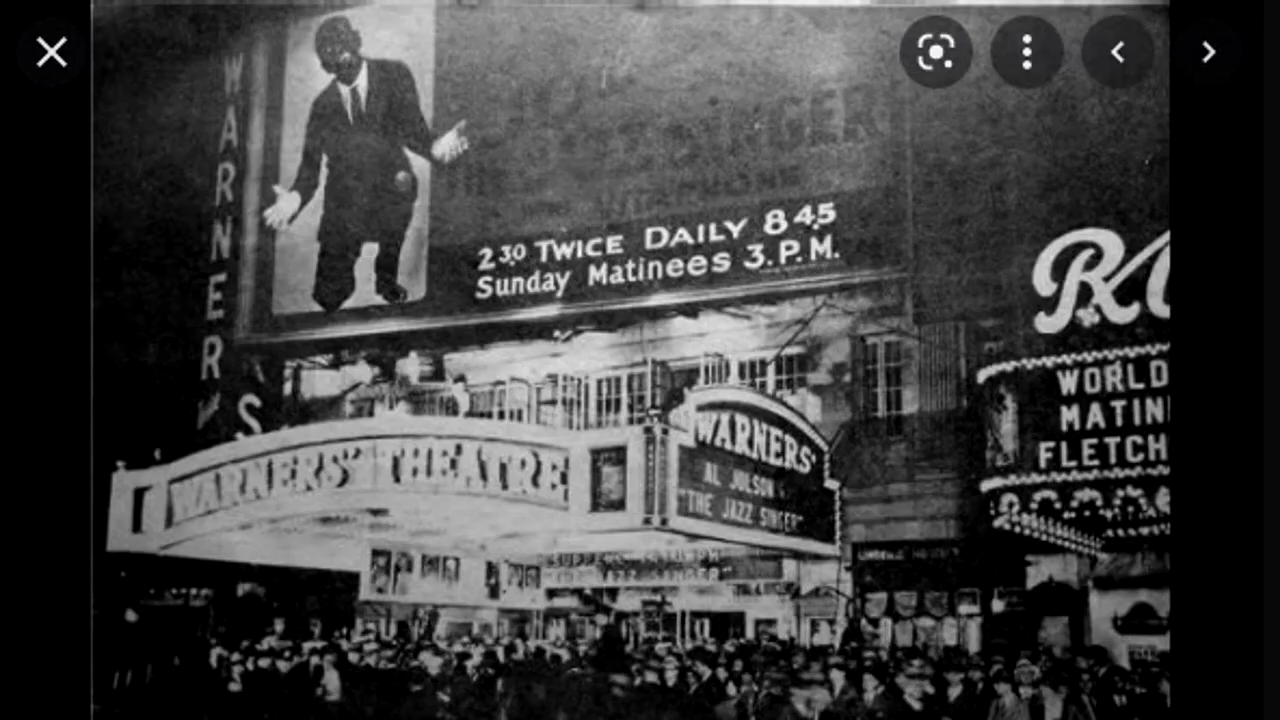 WARNERS
2.30 TWICE DAILY 8.45
Sunday Matinees 3.P.M.
WARNERS' THEATRE
WARNERS'
AL JOLSON
"THE JAZZ SINGER"
WORLD
MATIN
FLETCH